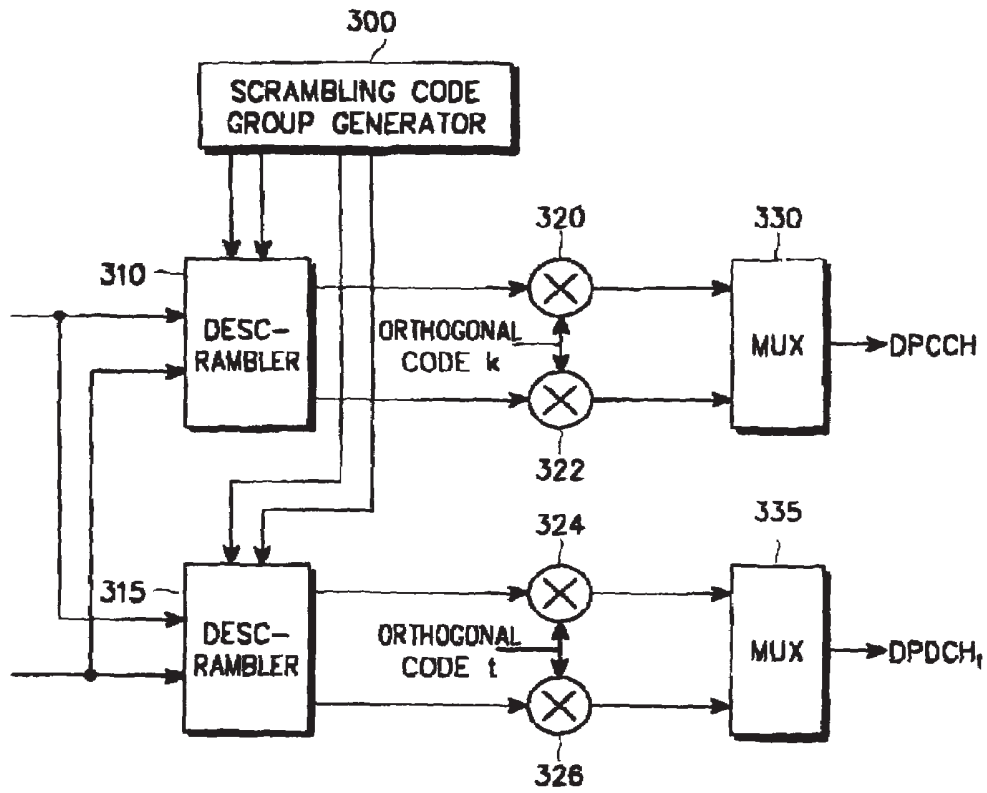 300
SCRAMBLING CODE
GROUP GENERATOR
320
330
310
DESC-
RAMBLER
ORTHOGONAL
CODE k
MUX
DPCCH
322
324
335
315
DESC-
RAMBLER
ORTHOGONAL
CODE t
MUX
DPDCHt
326